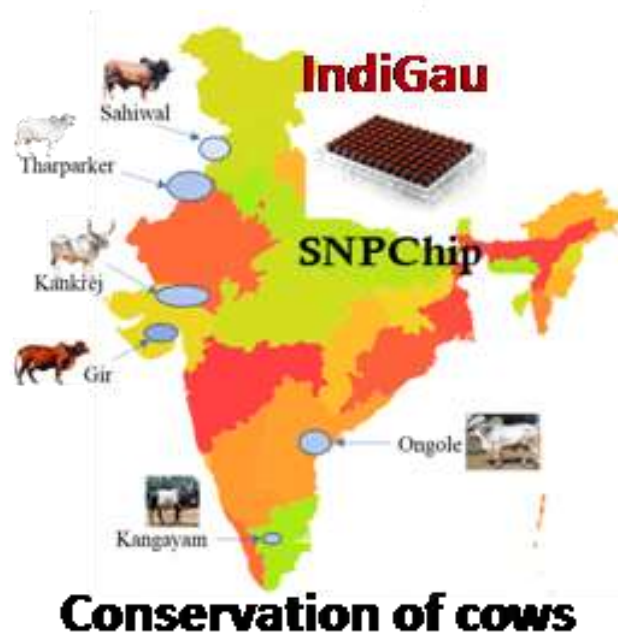 IndiGau
Sahiwal
Tharparker
SNPChip
Kankrej
Gir
Ongole
Kangayam
Conservation of cows